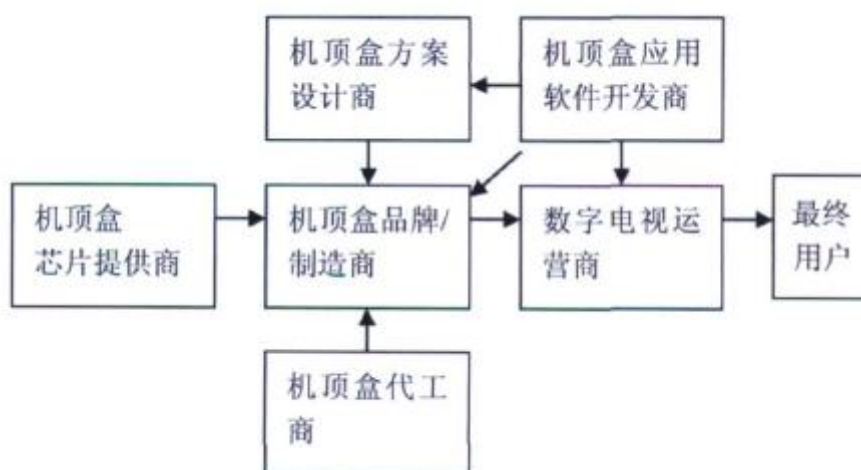 机顶盒方案
设计商
机顶盒应用
软件开发商
机顶盒
芯片提供商
机顶盒品牌/
制造商
数字电视运
营商
最终
用户
机顶盒代工
商